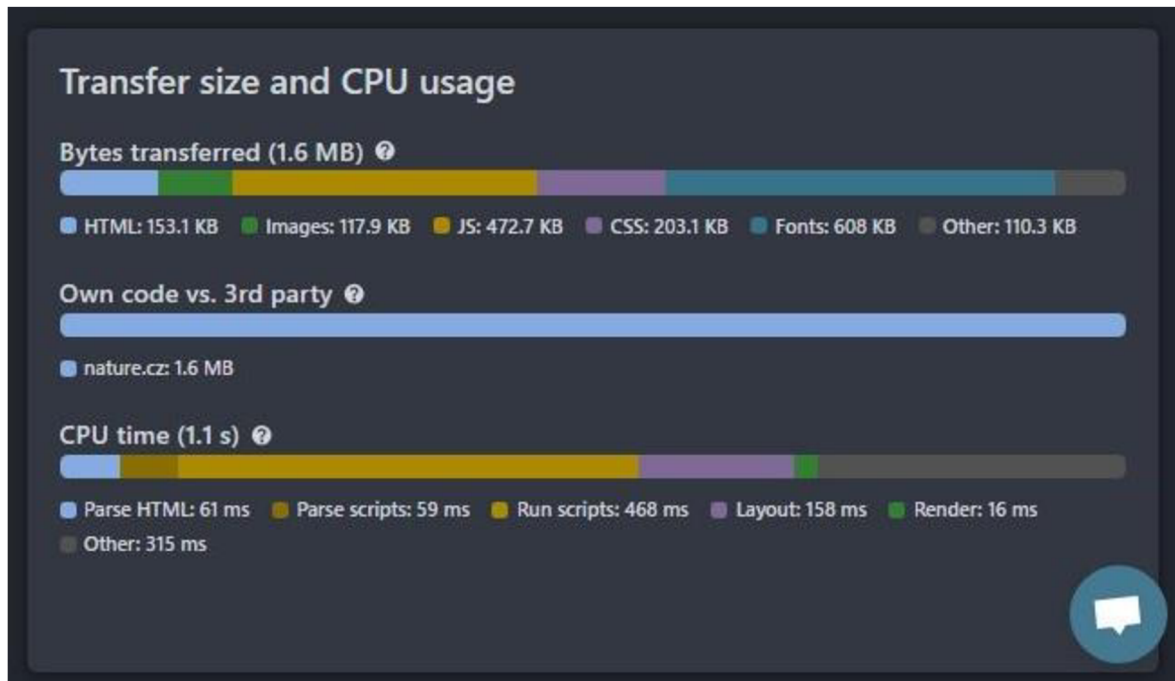 Transfer size and CPU usage
Bytes transferred (1.6 MB) ?
HTML: 153.1 KB Images: 117.9 KB JS: 472.7 KB CSS: 203.1 KB Fonts: 608 KB Other: 110.3 KB
Own code vs. 3rd party ?
nature.cz: 1.6 MB
CPU time (1.1 s) ?
Parse HTML: 61 ms Parse scripts: 59 ms Run scripts: 468 ms Layout: 158 ms Render: 16 ms
Other: 315 ms